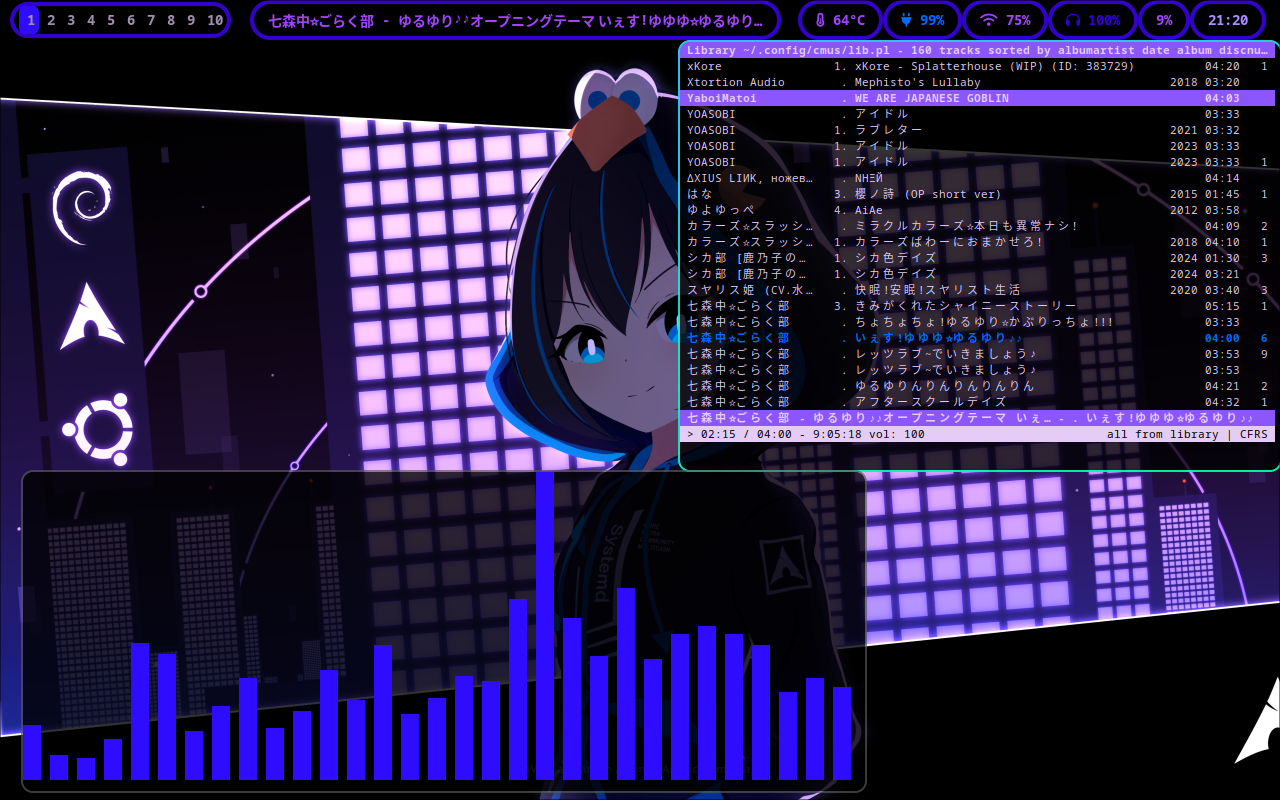 1 2 3 4 5 6 7 8 9 10
七森中☆ごらく部 - ゆるゆり♪♪オープニングテーマ いぇす!ゆゆゆ☆ゆるゆり…
64°C 99% 75% 100% 9% 21:20
Library ~/.config/cmus/lib.pl - 160 tracks sorted by albumartist date album discnu…
xKore 1. xKore - Splatterhouse (WIP) (ID: 383729) 04:20 1
Xtortion Audio . Mephisto's Lullaby 2018 03:20
YaboiMatoi . WE ARE JAPANESE GOBLIN 04:03
YOASOBI . アイドル 03:33
YOASOBI 1. ラブレター 2021 03:32
YOASOBI 1. アイドル 2023 03:33
YOASOBI 1. アイドル 2023 03:33 1
ΔXIUS LIИK, ножев… . NHΞЙ 04:14
はな 3. 櫻ノ詩 (OP short ver) 2015 01:45 1
ゆよゆっぺ 4. AiAe 2012 03:58
カラーズ☆スラッシ… . ミラクルカラーズ☆本日も異常ナシ! 04:09 2
カラーズ☆スラッシ… 1. カラーズぱわーにおまかせろ! 2018 04:10 1
シカ部 [鹿乃子の… 1. シカ色デイズ 2024 01:30 3
シカ部 [鹿乃子の… 1. シカ色デイズ 2024 03:21
スヤリス姫 (CV.水… . 快眠!安眠!スヤリスト生活 2020 03:40 3
七森中☆ごらく部 3. きみがくれたシャイニーストーリー 05:15 1
七森中☆ごらく部 . ちょちょちょ!ゆるゆり☆かぷりっちょ!!! 03:33
七森中☆ごらく部 . いぇす!ゆゆゆ☆ゆるゆり♪♪ 04:00 6
七森中☆ごらく部 . レッツラブ~でいきましょう♪ 03:53 9
七森中☆ごらく部 . レッツラブ~でいきましょう♪ 03:53
七森中☆ごらく部 . ゆるゆりんりんりんりんりん 04:21 2
七森中☆ごらく部 . アフタースクールデイズ 04:32 1
七森中☆ごらく部 - ゆるゆり♪♪オープニングテーマ いぇ… - . いぇす!ゆゆゆ☆ゆるゆり♪♪
> 02:15 / 04:00 - 9:05:18 vol: 100 all from library | CFRS
Systemd